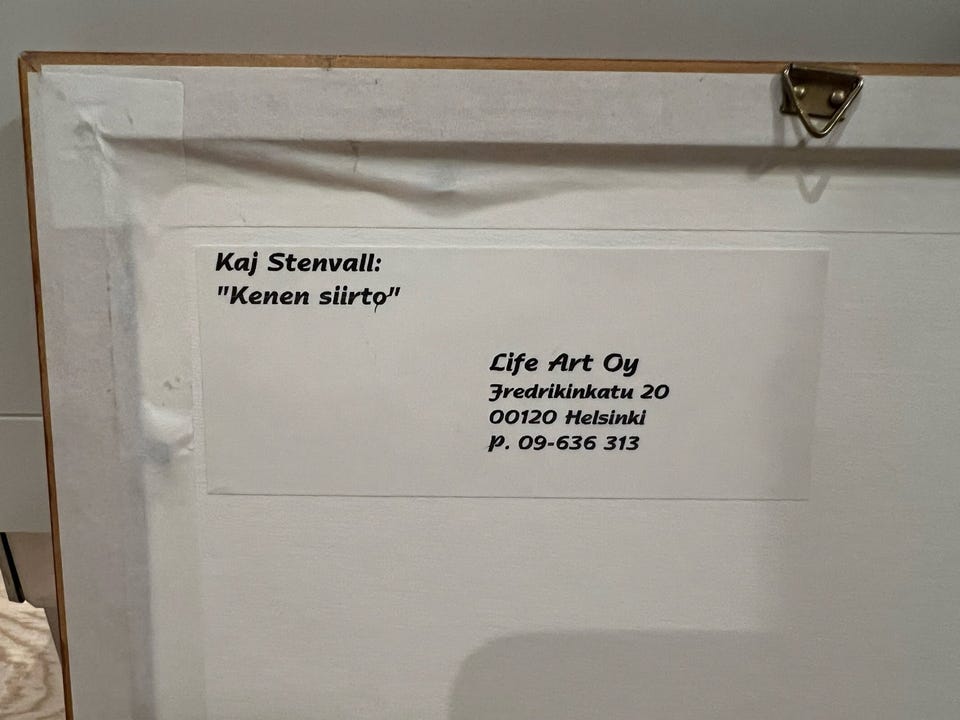 Kaj Stenvall:
"Kenen siirto"
Life Art Oy
Fredrikinkatu 20
00120 Helsinki
P. 09-636 313